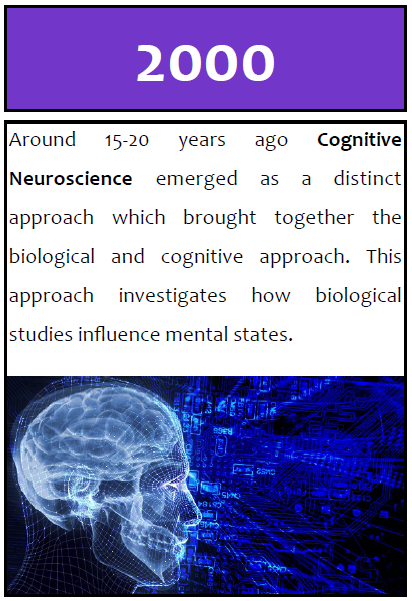 2000
Around 15-20 years ago Cognitive
Neuroscience emerged as a distinct
approach which brought together the
biological and cognitive approach. This
approach investigates how biological
studies influence mental states.